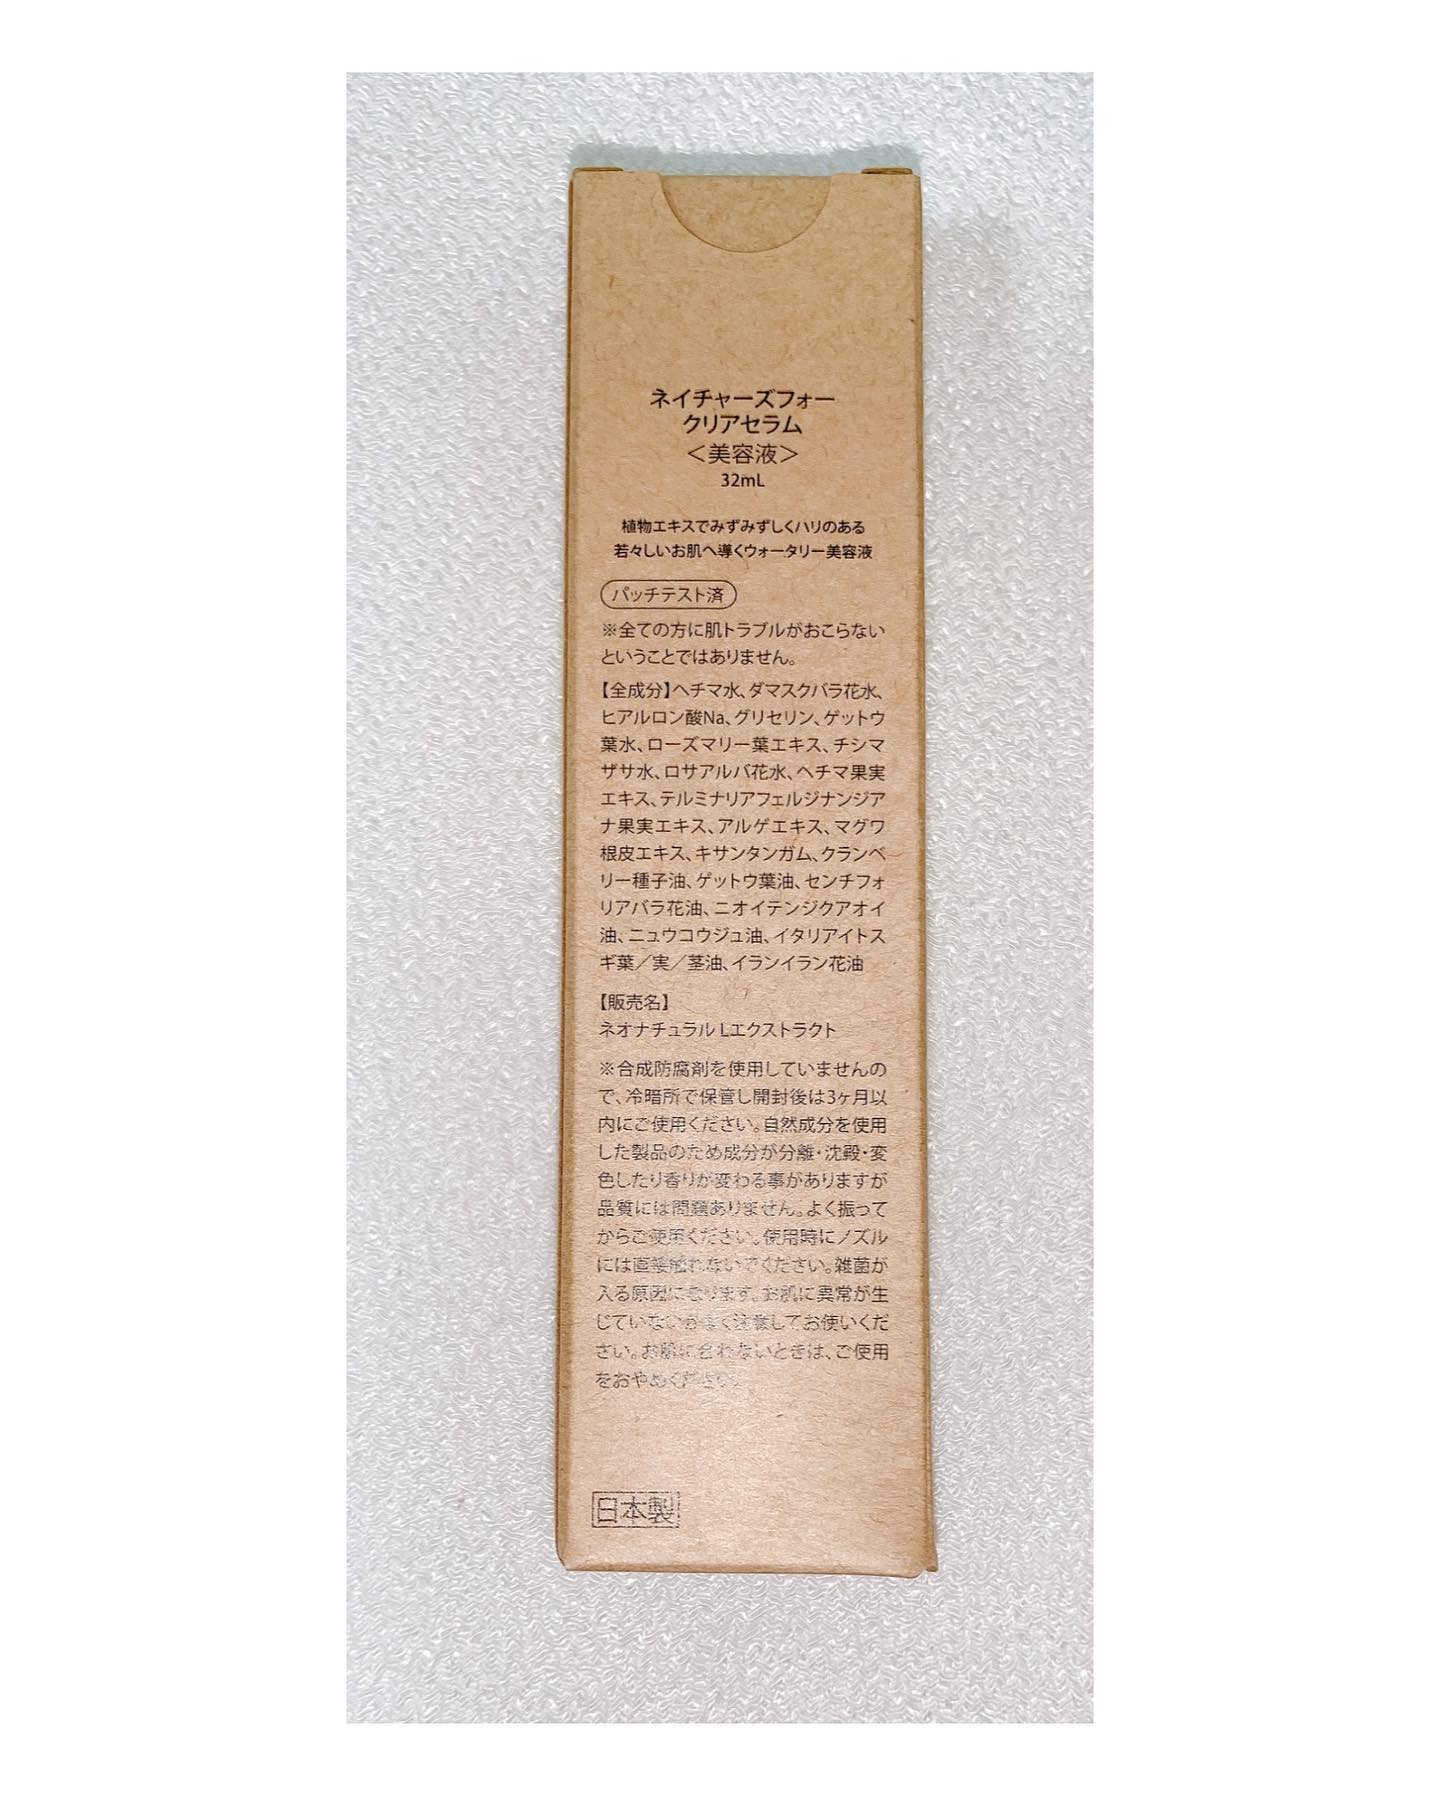 ネイチャーズフォー
クリアセラム
＜美容液＞
32mL
植物エキスでみずみずしくハリのある
若々しいお肌へ導くウォータリー美容液
パッチテスト済
※全ての方に肌トラブルがおこらない
ということではありません。
【全成分】ヘチマ水、ダマスクバラ花水、
ヒアルロン酸Na、グリセリン、ゲットウ
葉水、ローズマリー葉エキス、チシマ
ザサ水、ロサアルバ花水、ヘチマ果実
エキス、テルミナリアフェルジナンジア
ナ果実エキス、アルゲエキス、マグワ
根皮エキス、キサンタンガム、クランベ
リー種子油、ゲットウ葉油、センチフォ
リアバラ花油、ニオイテンジクアオイ
油、ニュウコウジュ油、イタリアイトス
ギ葉／実／茎油、イランイラン花油
【販売名】
ネオナチュラル Lエクストラクト
※合成防腐剤を使用していませんの
で、冷暗所で保管し開封後は3ヶ月以
内にご使用ください。自然成分を使用
した製品のため成分が分離・沈殿・変
色したり香りが変わる事がありますが
品質には問題ありません。よく振って
からご使用ください。使用時にノズル
には直接触れないでください。雑菌が
入る原因になります。お肌に異常が生
じていないかよく注意してお使いくだ
さい。お肌に合わないときは、ご使用
をおやめください。
日本製